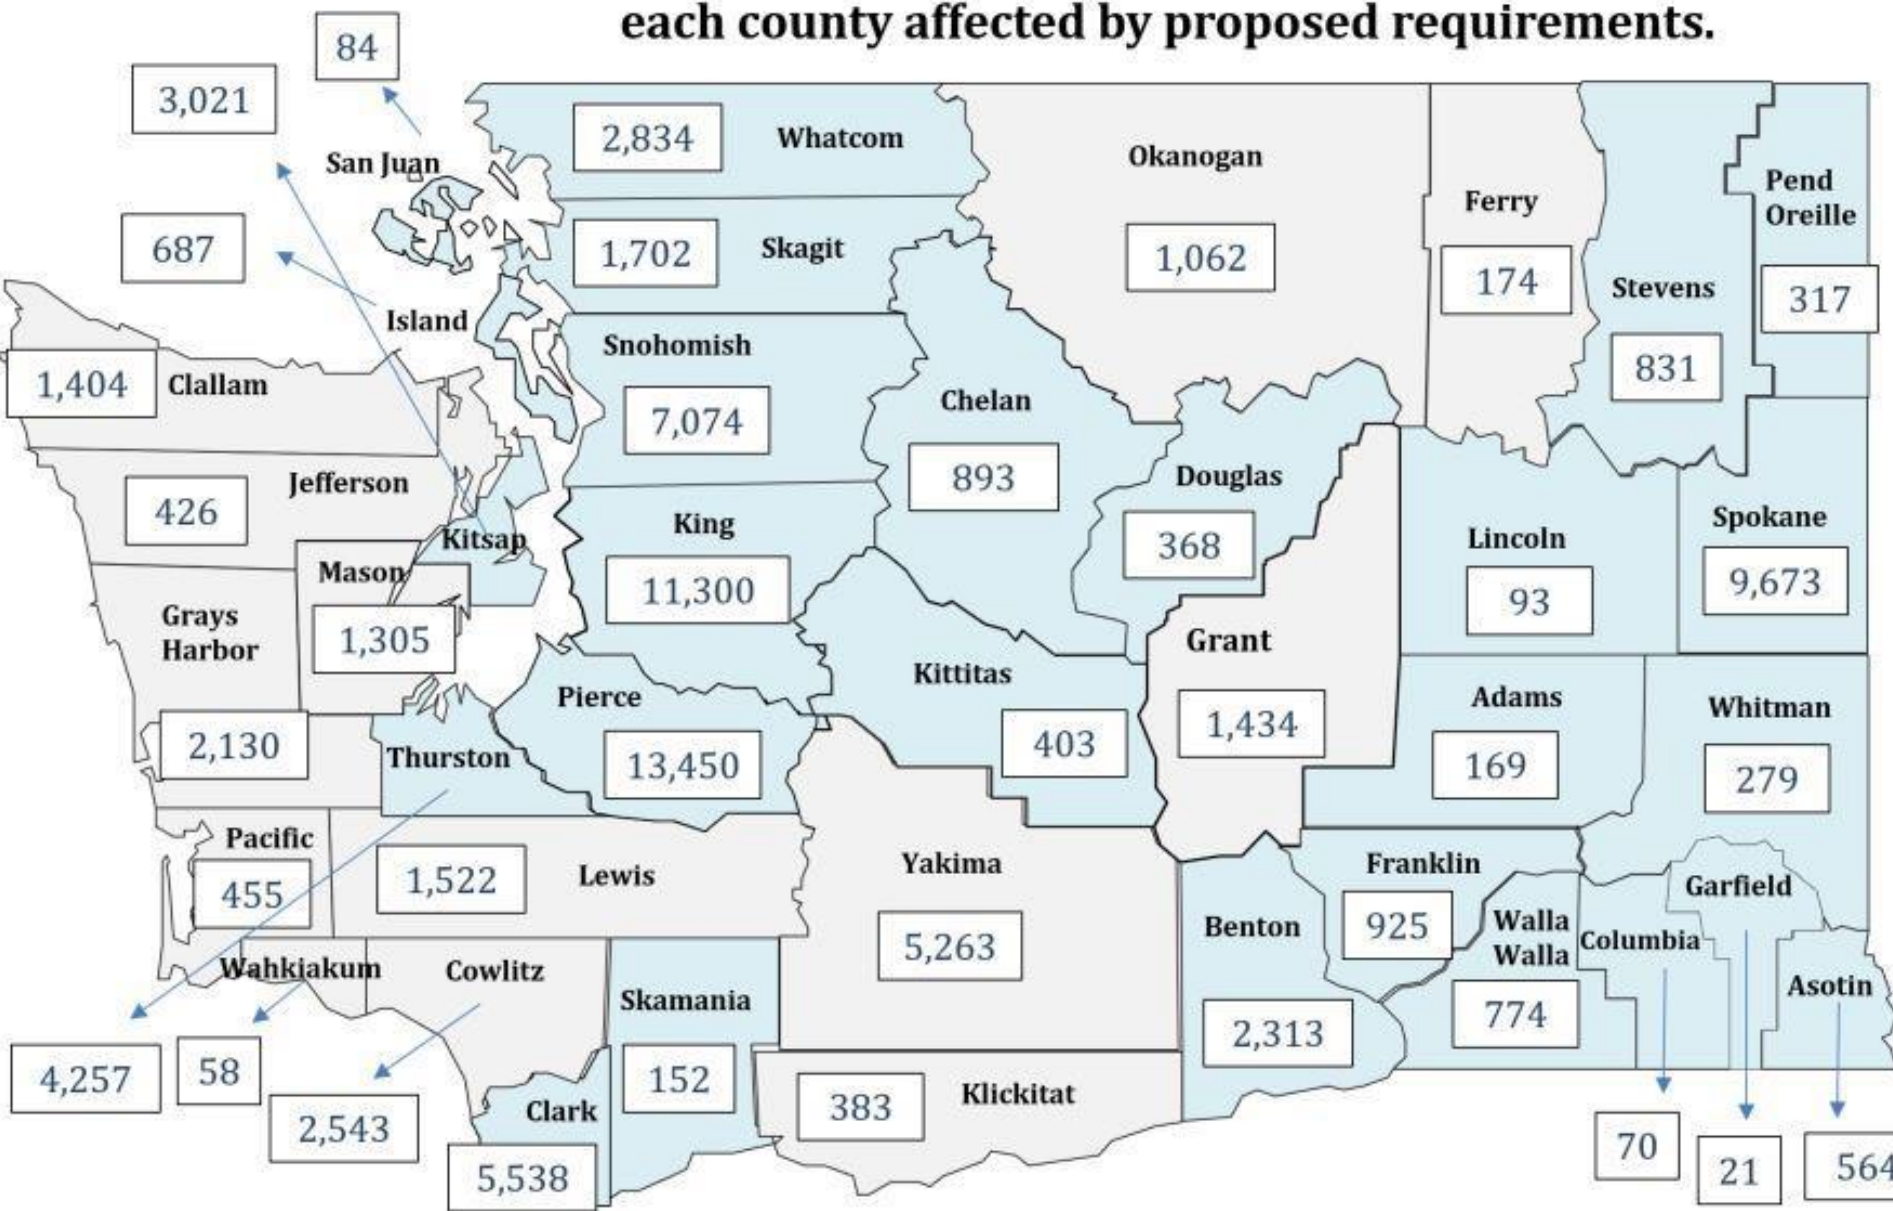 each county affected by proposed requirements.
84
3,021
San Juan
2,834
Whatcom
Okanogan
Ferry
Pend
Oreille
687
1,702
Skagit
1,062
174
Stevens
317
Island
Snohomish
831
1,404
Clallam
7,074
Chelan
893
Jefferson
426
Douglas
368
Kitsap
King
11,300
Lincoln
93
Spokane
9,673
Mason
1,305
Grays
Harbor
Grant
1,434
Kittitas
403
Pierce
13,450
Adams
169
Whitman
279
2,130
Thurston
Pacific
455
1,522
Lewis
Yakima
5,263
Franklin
925
Garfield
Benton
2,313
Walla
Walla
774
Columbia
Asotin
Wahkiakum
Cowlitz
Skamania
152
4,257
58
2,543
Clark
5,538
383
Klickitat
70
21
564